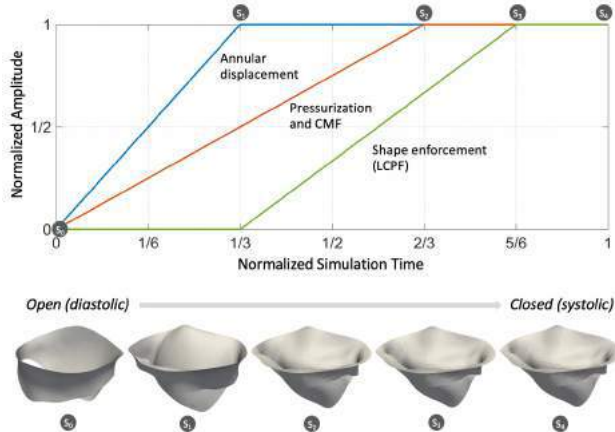 S₁ S₂ S₃ S₄
1
Annular
displacement
Pressurization
and CMF
1/2
Shape enforcement
(LCPF)
Normalized Amplitude
0 S₀
0 1/6 1/3 1/2 2/3 5/6 1
Normalized Simulation Time
Open (diastolic) Closed (systolic)
S₀ S₁ S₂ S₃ S₄